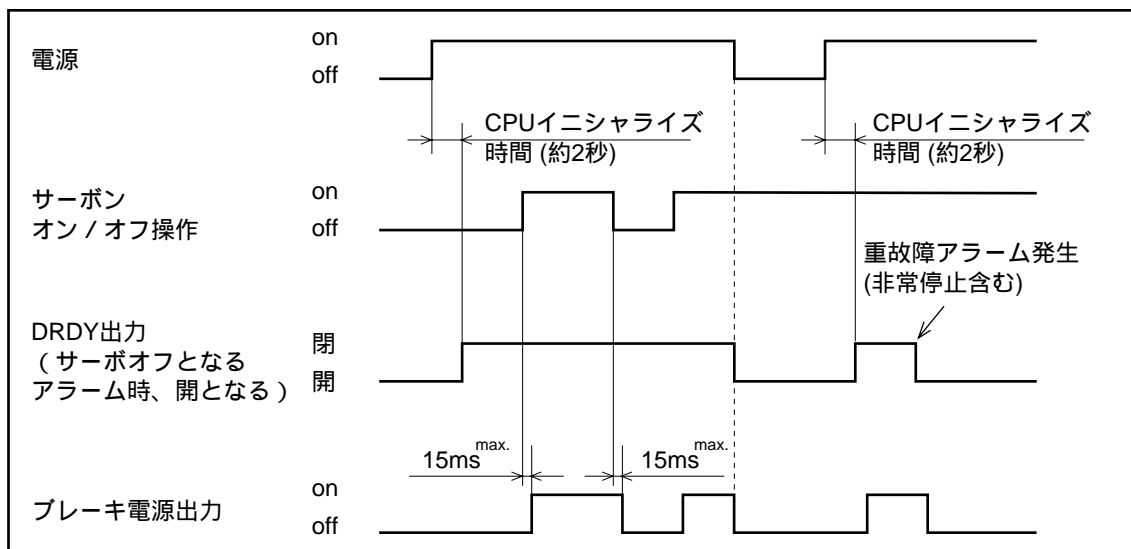 電源
on
off
CPUイニシャライズ
時間 (約2秒)
CPUイニシャライズ
時間 (約2秒)
サーボン
オン / オフ操作
on
off
重故障アラーム発生
(非常停止含む)
DRDY出力
( サーボオフとなる
アラーム時、開となる )
閉
開
15ms max.
15ms max.
ブレーキ電源出力
on
off